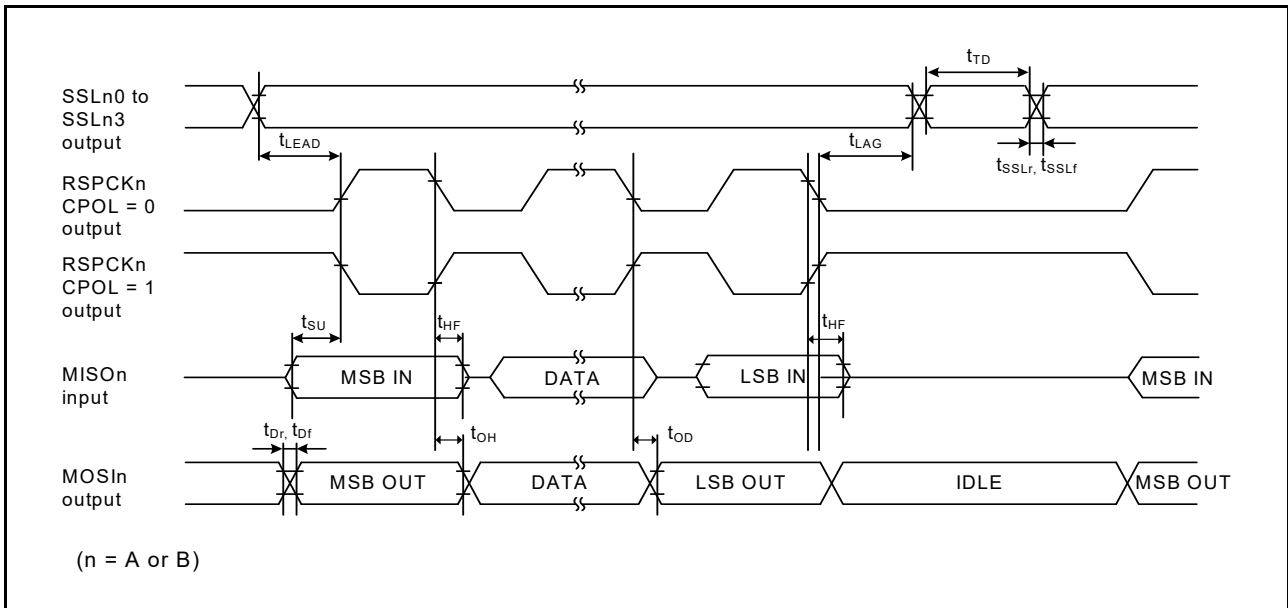 tTD
SSLn0 to
SSLn3
output
tLEAD
tLAG
tSSLr, tSSLf
RSPCKn
CPOL = 0
output
RSPCKn
CPOL = 1
output
tSU
tHF
tHF
MISOn
input
MSB IN
DATA
LSB IN
MSB IN
tDr, tDf
tOH
tOD
MOSIn
output
MSB OUT
DATA
LSB OUT
IDLE
MSB OUT
(n = A or B)